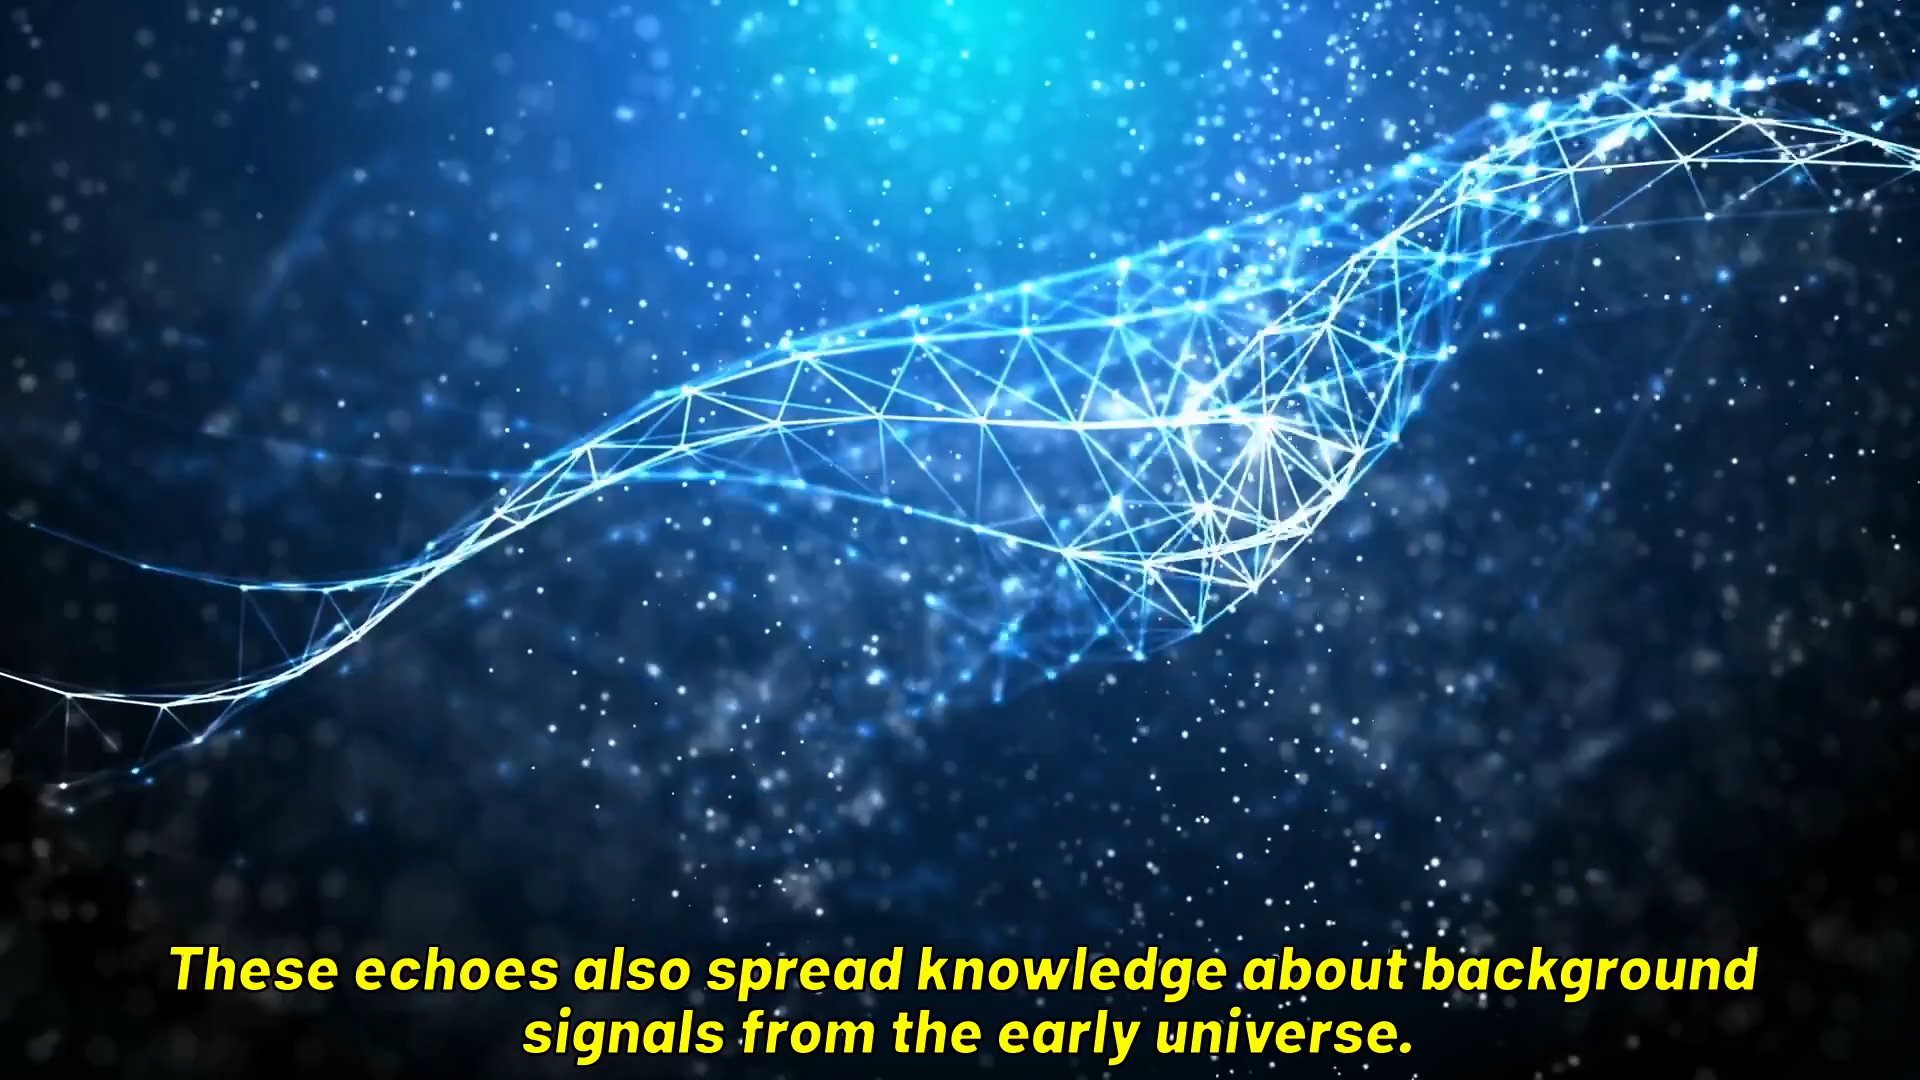 These echoes also spread knowledge about background
signals from the early universe.